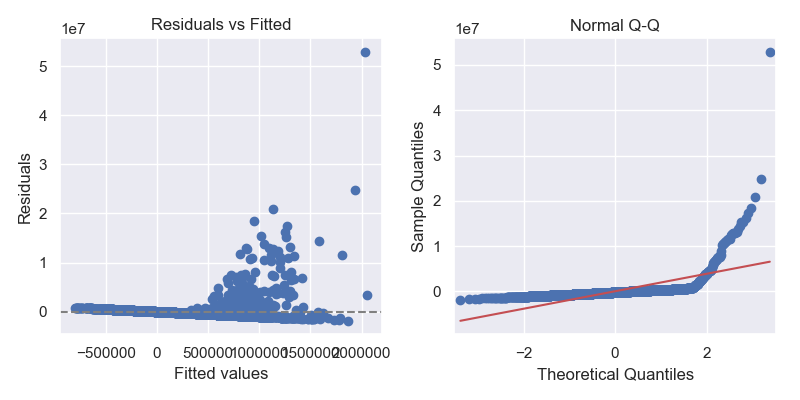 Residuals vs Fitted
1e7
5
4
3
2
1
0
Residuals
−500000 0 500000 1000000 1500000 2000000
Fitted values
Normal Q-Q
1e7
5
4
3
2
1
0
Sample Quantiles
−2 0 2
Theoretical Quantiles